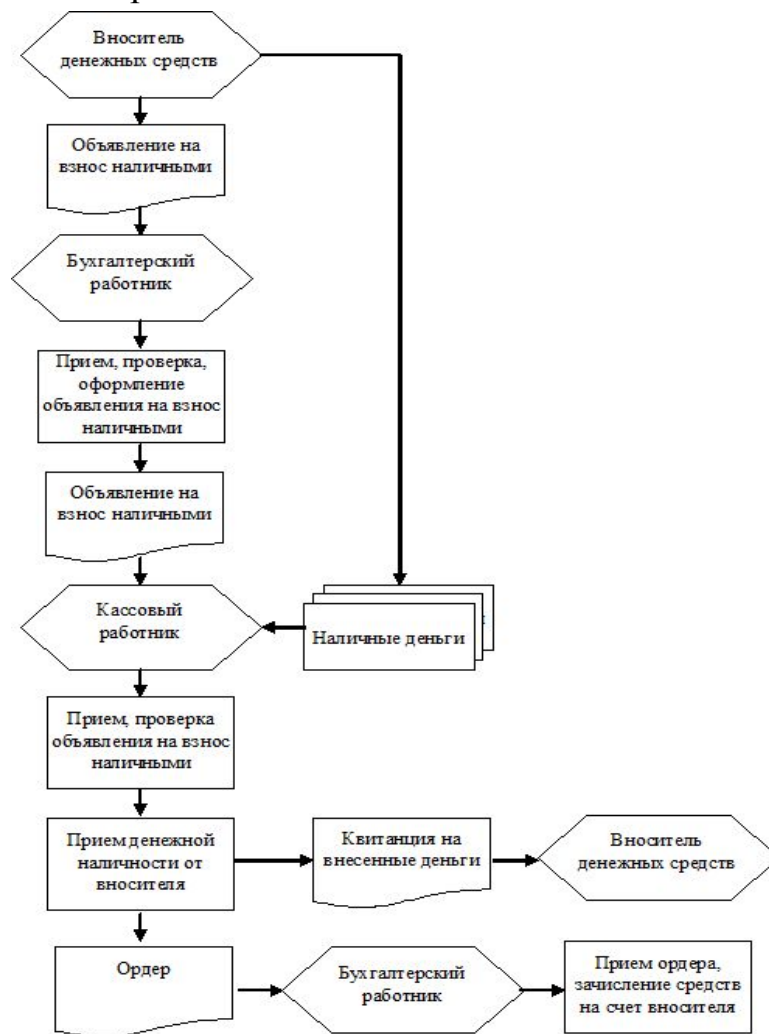 Вноситель
денежных средств
Объявление на
взнос наличными
Бухгалтерский
работник
Прием, проверка,
оформление
объявления на взнос
наличными
Объявление на
взнос наличными
Кассовый
работник
Наличные деньги
Прием, проверка
объявления на взнос
наличными
Прием денежной
наличности от
вносителя
Квитанция на
внесенные деньги
Вноситель
денежных средств
Ордер
Бухгалтерский
работник
Прием ордера,
зачисление средств
на счет вносителя